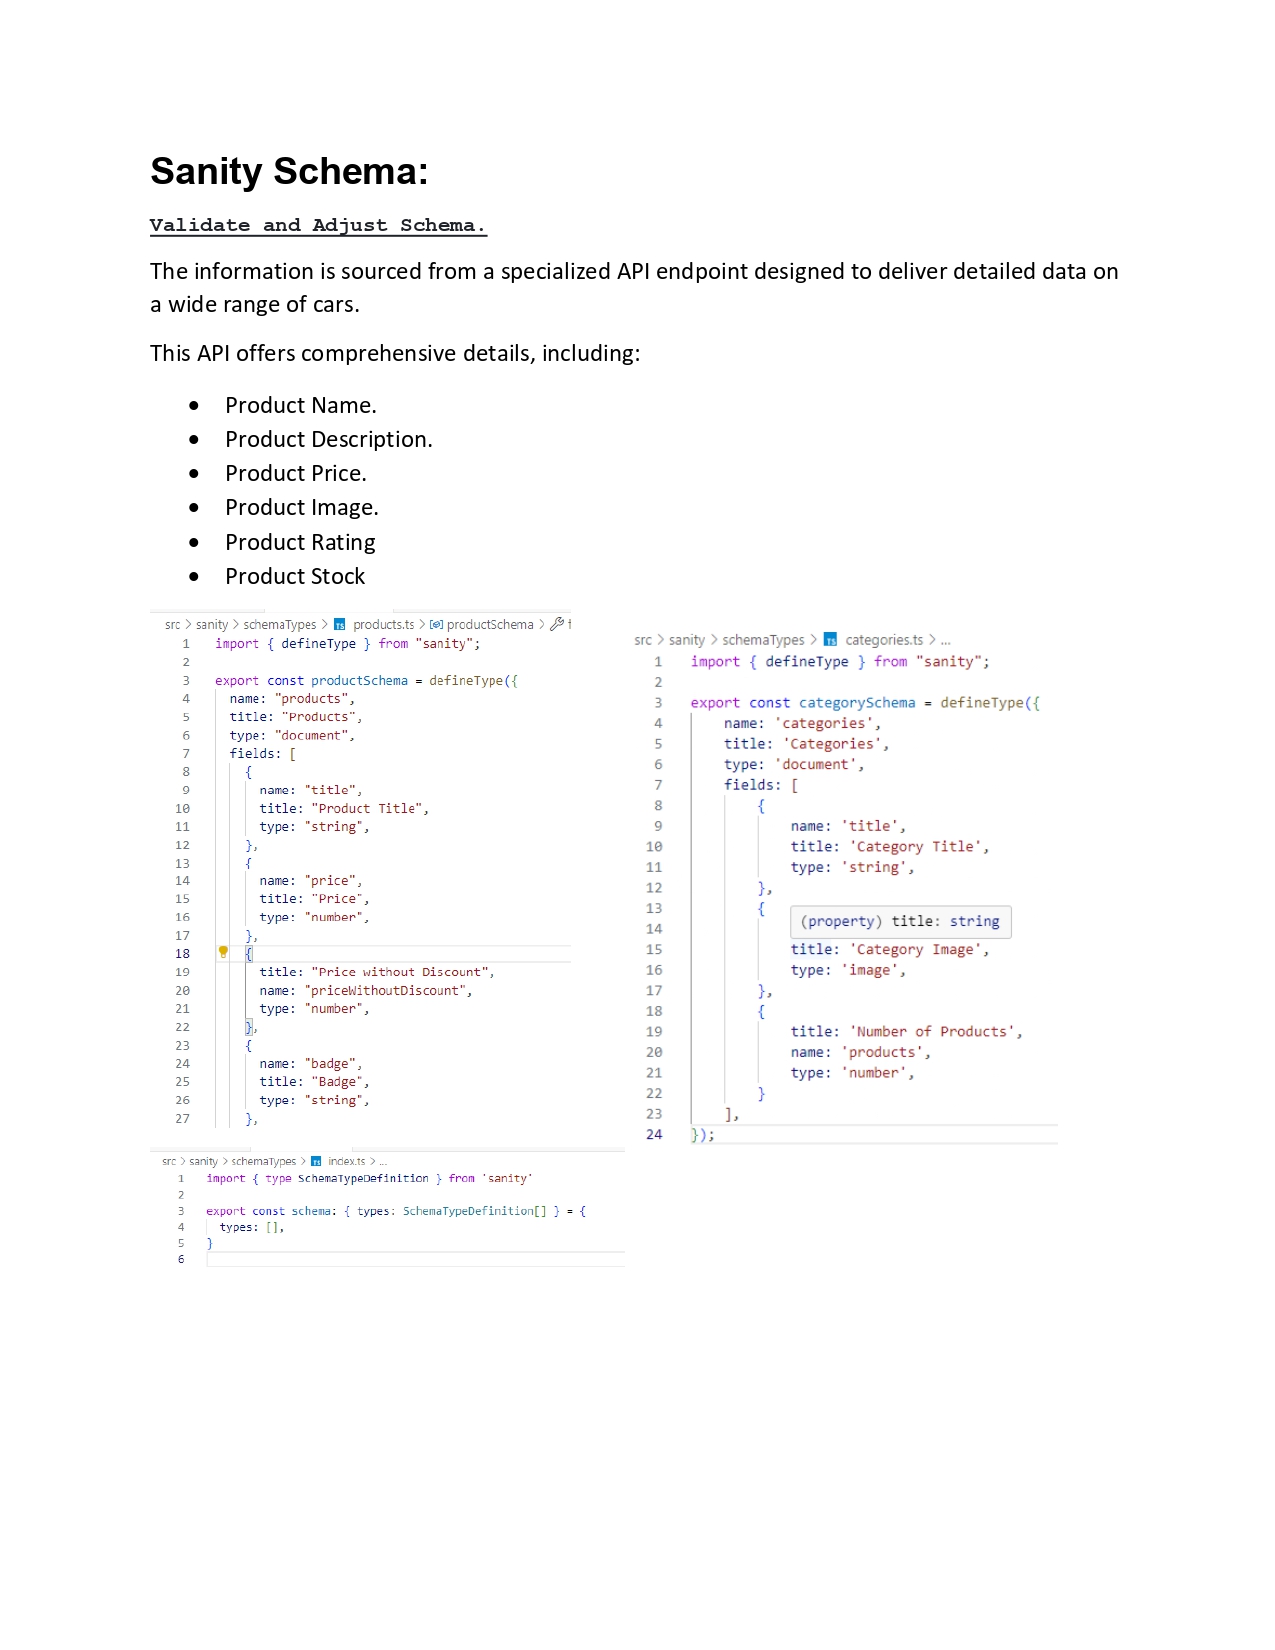 Sanity Schema:
Validate and Adjust Schema.
The information is sourced from a specialized API endpoint designed to deliver detailed data on
a wide range of cars.
This API offers comprehensive details, including:
• Product Name.
• Product Description.
• Product Price.
• Product Image.
• Product Rating
• Product Stock
src > sanity > schemaTypes > TS products.ts > productSchema >
1 import { defineType } from "sanity";
2
3 export const productSchema = defineType({
4 name: "products",
5 title: "Products",
6 type: "document",
7 fields: [
8 {
9 name: "title",
10 title: "Product Title",
11 type: "string",
12 },
13 {
14 name: "price",
15 title: "Price",
16 type: "number",
17 },
18 {
19 title: "Price without Discount",
20 name: "priceWithoutDiscount",
21 type: "number",
22 },
23 {
24 name: "badge",
25 title: "Badge",
26 type: "string",
27 },
src > sanity > schemaTypes > TS categories.ts > ...
1 import { defineType } from "sanity";
2
3 export const categorySchema = defineType({
4 name: 'categories',
5 title: 'Categories',
6 type: 'document',
7 fields: [
8 {
9 name: 'title',
10 title: 'Category Title',
11 type: 'string',
12 },
13 {
(property) title: string
14
15 title: 'Category Image',
16 type: 'image',
17 },
18 {
19 title: 'Number of Products',
20 name: 'products',
21 type: 'number',
22 }
23 ],
24 });
src > sanity > schemaTypes > TS index.ts > ...
1 import { type SchemaTypeDefinition } from 'sanity'
2
3 export const schema: { types: SchemaTypeDefinition[] } = {
4 types: [],
5 }
6